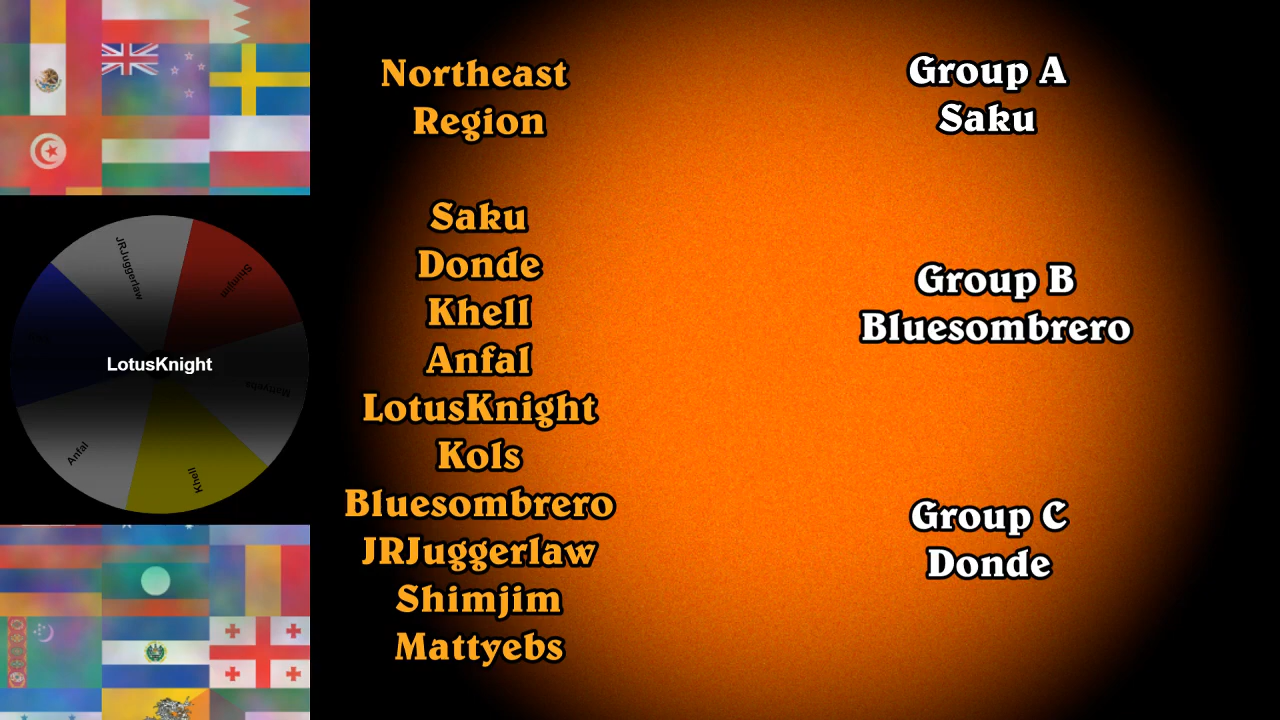 Northeast
Region
Saku
Donde
Khell
Anfal
LotusKnight
Kols
Bluesombrero
JRJuggerlaw
Shimjim
Mattyebs
Group A
Saku
Group B
Bluesombrero
Group C
Donde
JRJuggerlaw
Shimjim
LotusKnight
Mattyebs
Anfal
Khell